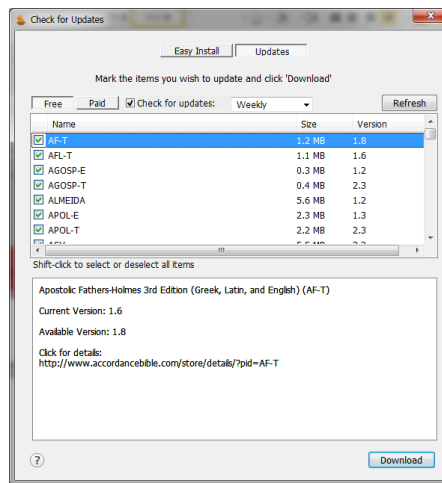 Check for Updates
Easy Install Updates
Mark the items you wish to update and click 'Download'
Free Paid Check for updates: Weekly Refresh
Name Size Version
AF-T 1.2 MB 1.8
AFL-T 1.1 MB 1.6
AGOSP-E 0.3 MB 1.2
AGOSP-T 0.4 MB 2.3
ALMEIDA 5.6 MB 1.2
APOL-E 2.3 MB 1.3
APOL-T 2.2 MB 2.3
Shift-click to select or deselect all items
Apostolic Fathers-Holmes 3rd Edition (Greek, Latin, and English) (AF-T)
Current Version: 1.6
Available Version: 1.8
Click for details:
http://www.accordancebible.com/store/details/?pid=AF-T
? Download